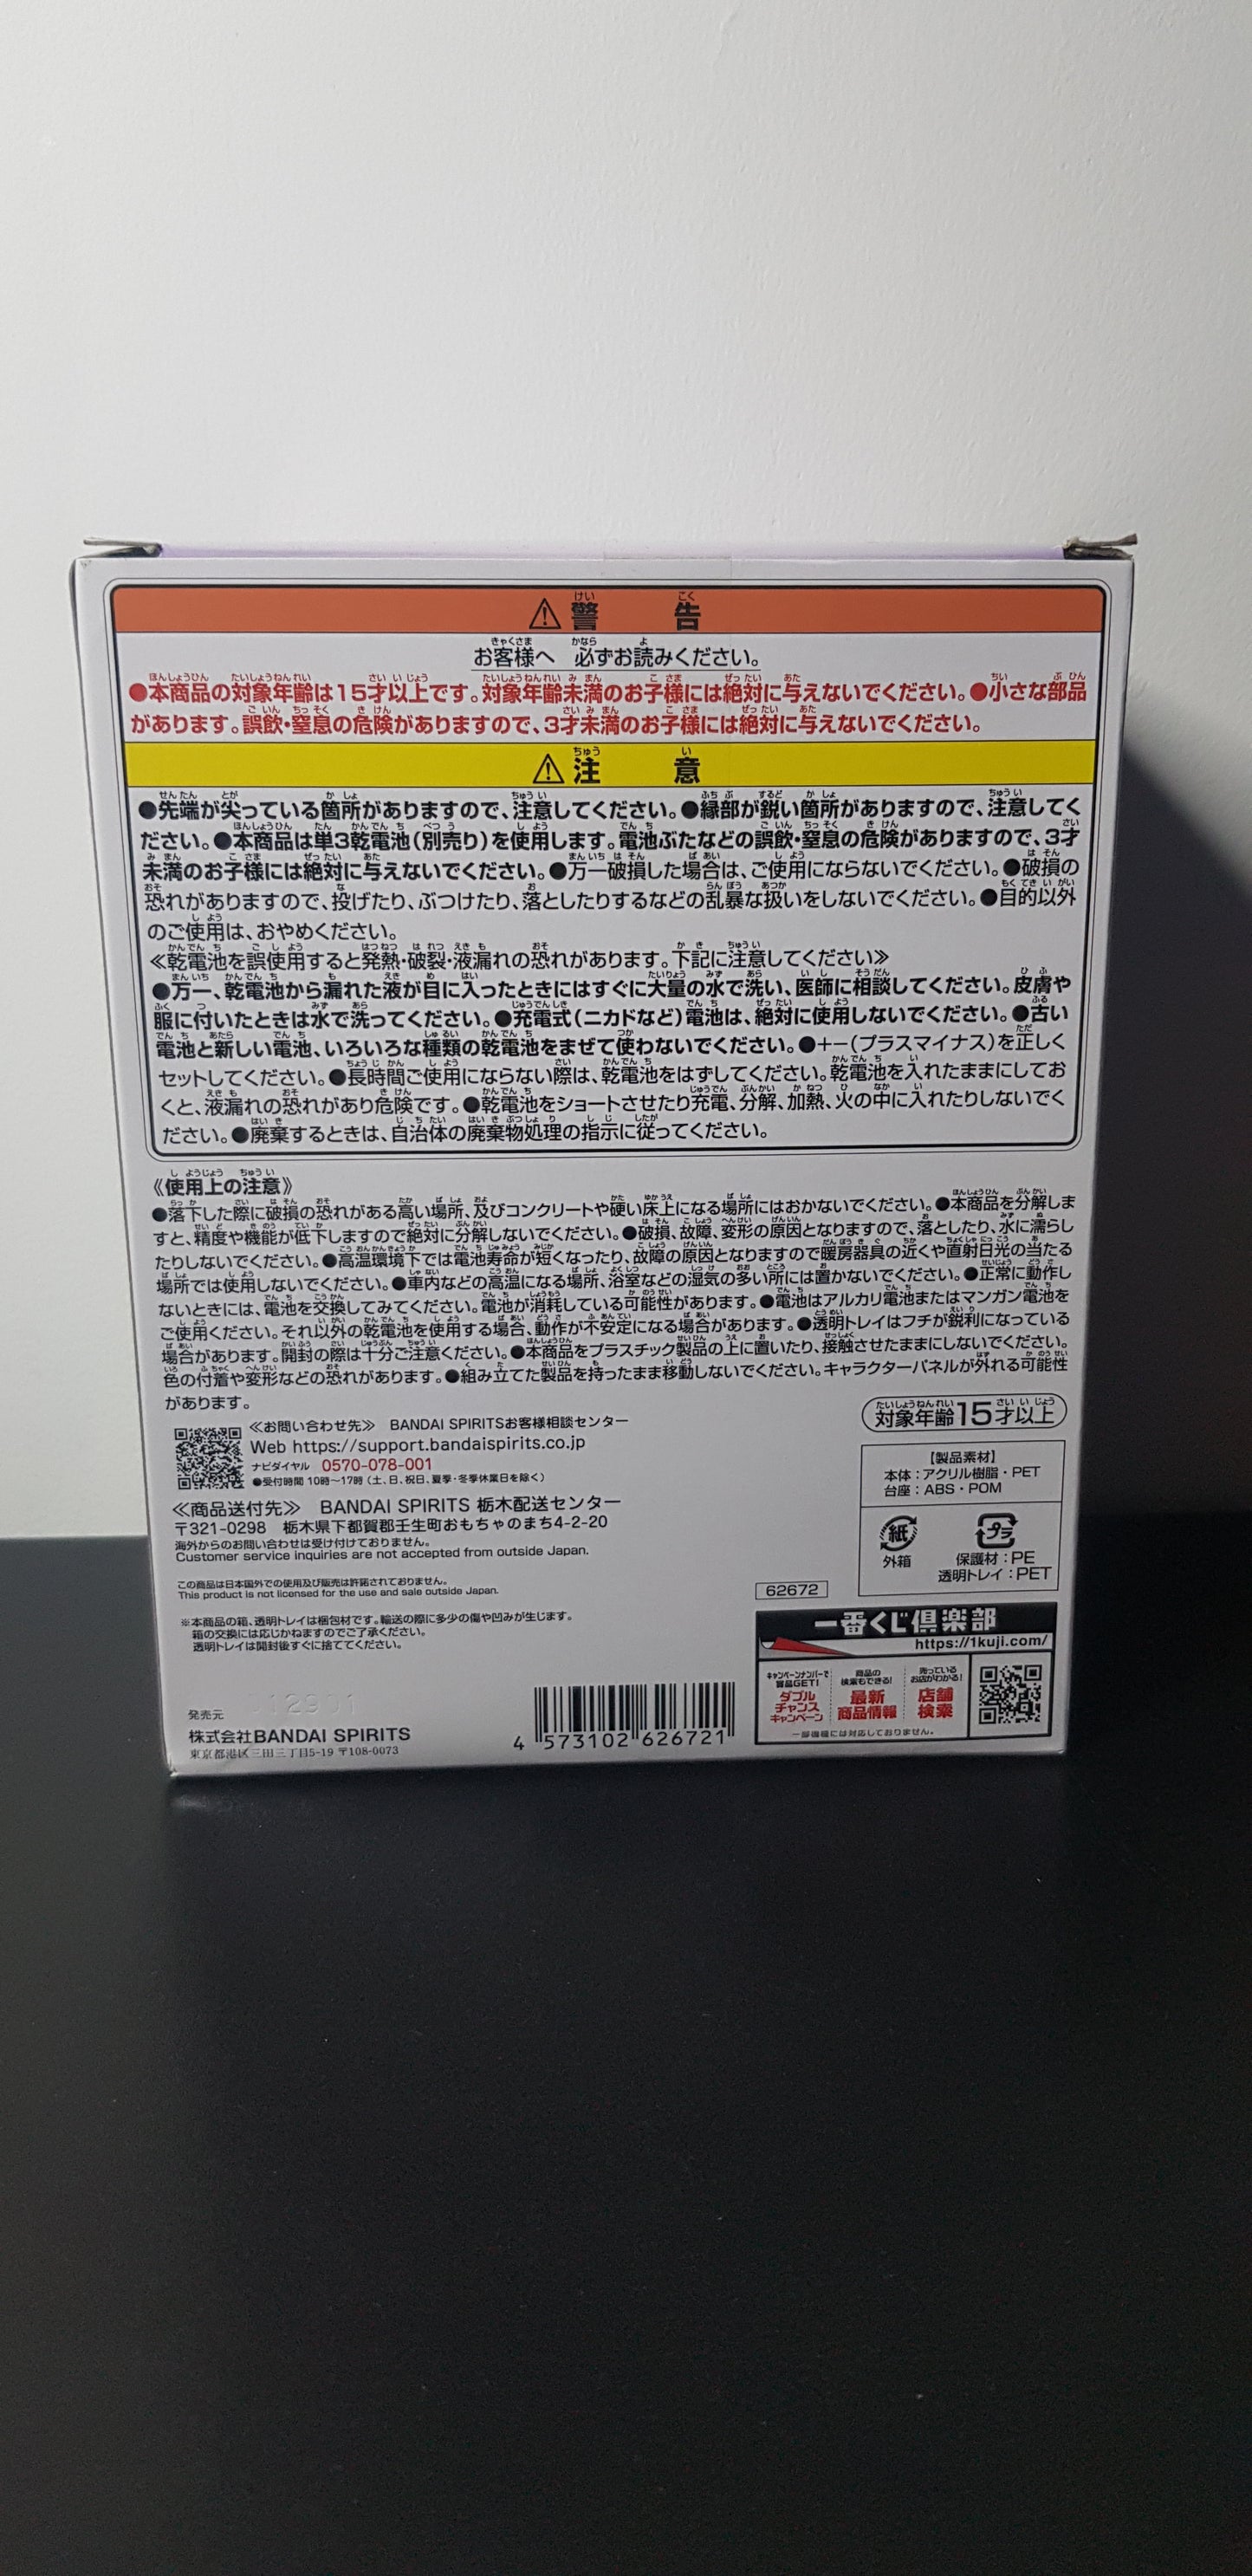 ⚠警告
お客様へ 必ずお読みください。
●本商品の対象年齢は15才以上です。対象年齢未満のお子様には絶対に与えないでください。●小さな部品
があります。誤飲・窒息の危険がありますので、3才未満のお子様には絶対に与えないでください。
⚠注意
●先端が尖っている箇所がありますので、注意してください。●縁部が鋭い箇所がありますので、注意してく
ださい。●本商品は単3乾電池(別売り)を使用します。電池ぶたなどの誤飲・窒息の危険がありますので、3才
未満のお子様には絶対に与えないでください。●万一破損した場合は、ご使用にならないでください。●破損の
恐れがありますので、投げたり、ぶつけたり、落としたりするなどの乱暴な扱いをしないでください。●目的以外
のご使用は、おやめください。
≪乾電池を誤使用すると発熱・破裂・液漏れの恐れがあります。下記に注意してください≫
●万一、乾電池から漏れた液が目に入ったときにはすぐに大量の水で洗い、医師に相談してください。皮膚や
服に付いたときは水で洗ってください。●充電式(ニカドなど)電池は、絶対に使用しないでください。●古い
電池と新しい電池、いろいろな種類の乾電池をまぜて使わないでください。●+-(プラスマイナス)を正しく
セットしてください。●長時間ご使用にならない際は、乾電池をはずしてください。乾電池を入れたままにしてお
くと、液漏れの恐れがあり危険です。●乾電池をショートさせたり充電、分解、加熱、火の中に入れたりしないでく
ださい。●廃棄するときは、自治体の廃棄物処理の指示に従ってください。
《使用上の注意》
●落下した際に破損の恐れがある高い場所、及びコンクリートや硬い床上になる場所にはおかないでください。●本商品を分解しま
すと、精度や機能が低下しますので絶対に分解しないでください。●破損、故障、変形の原因となりますので、落としたり、水に濡らし
たりしないでください。●高温環境下では電池寿命が短くなったり、故障の原因となりますので暖房器具の近くや直射日光の当たる
場所では使用しないでください。●車内などの高温になる場所、浴室などの湿気の多い所には置かないでください。●正常に動作し
ないときには、電池を交換してみてください。電池が消耗している可能性があります。●電池はアルカリ電池またはマンガン電池を
ご使用ください。それ以外の乾電池を使用する場合、動作が不安定になる場合があります。●透明トレイはフチが鋭利になっている
場合があります。開封の際は十分ご注意ください。●本商品をプラスチック製品の上に置いたり、接触させたままにしないでください。
色の付着や変形などの恐れがあります。●組み立てた製品を持ったまま移動しないでください。キャラクターパネルが外れる可能性
があります。
≪お問い合わせ先≫ BANDAI SPIRITSお客様相談センター
Web https://support.bandaispirits.co.jp
ナビダイヤル 0570-078-001
●受付時間 10時〜17時(土、日、祝日、夏季・冬季休業日を除く)
≪商品送付先≫ BANDAI SPIRITS 栃木配送センター
〒321-0298 栃木県下都賀郡壬生町おもちゃのまち4-2-20
海外からのお問い合わせは受け付けておりません。
Customer service inquiries are not accepted from outside Japan.
この商品は日本国外での使用及び販売は許諾されておりません。
This product is not licensed for the use and sale outside Japan.
※本商品の箱、透明トレイは梱包材です。輸送の際に多少の傷や凹みが生じます。
箱の交換には応じかねますのでご了承ください。
透明トレイは開封後すぐに捨ててください。
対象年齢15才以上
【製品素材】
本体:アクリル樹脂・PET
台座:ABS・POM
紙
外箱
プラ
保護材:PE
透明トレイ:PET
62672
一番くじ倶楽部
https://1kuji.com/
キャンペーンナンバーで
賞品GET!
ダブル
チャンス
キャンペーン
商品の
検索もできる!
最新
商品情報
売っている
お店がわかる!
店舗
検索
一部機種には対応しておりません。
発売元
株式会社BANDAI SPIRITS
東京都港区三田三丁目5-19 〒108-0073
4 573102 626721